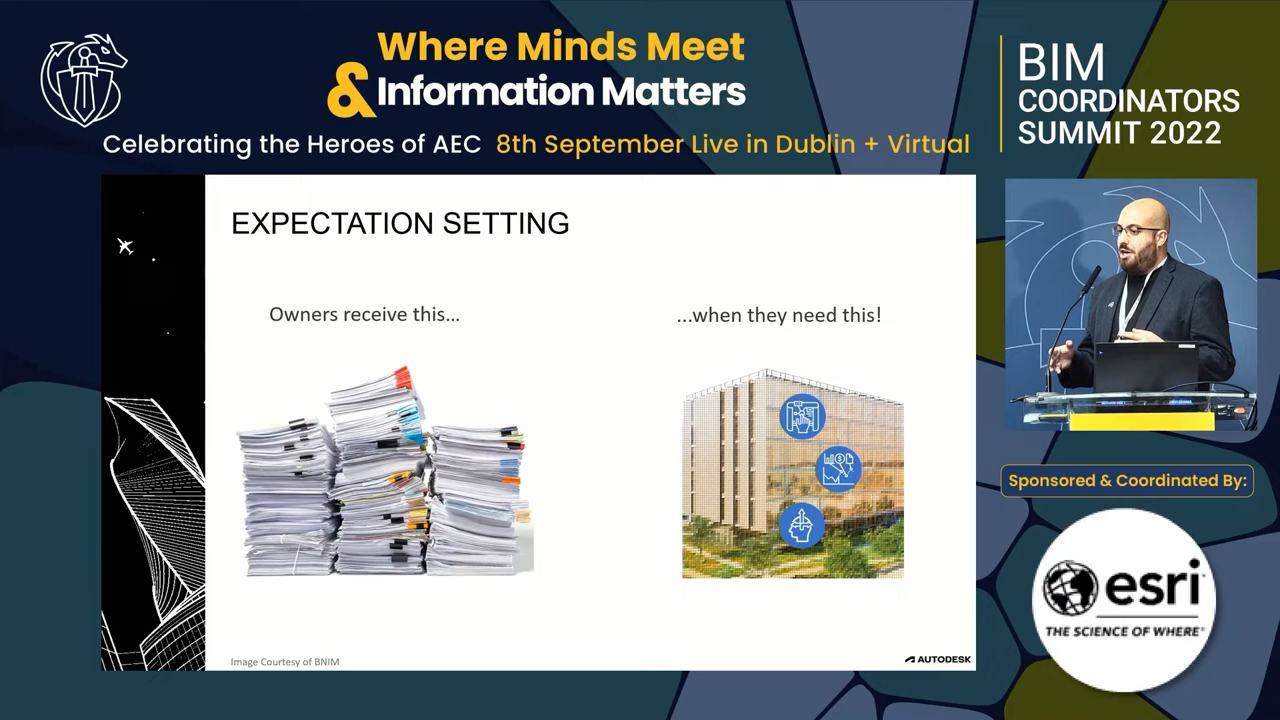 Where Minds Meet
& Information Matters
Celebrating the Heroes of AEC 8th September Live in Dublin + Virtual
BIM
COORDINATORS
SUMMIT 2022
EXPECTATION SETTING
Owners receive this...
...when they need this!
Image Courtesy of BNIM
AUTODESK
Sponsored & Coordinated By:
esri
THE SCIENCE OF WHERE®